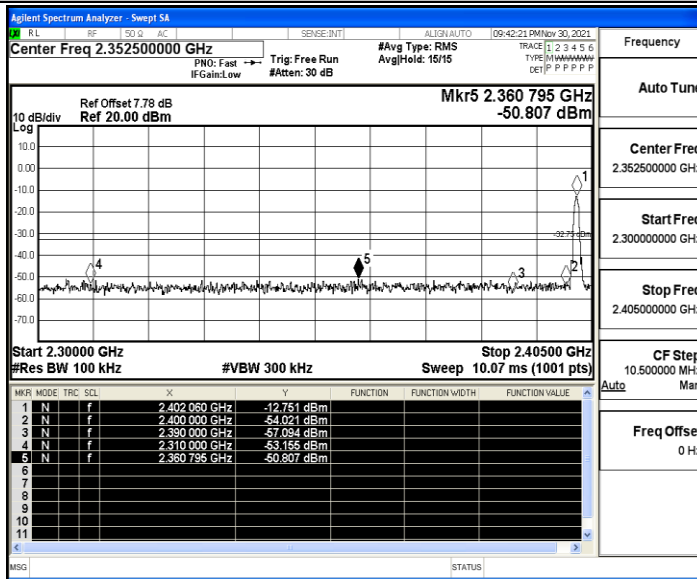 Agilent Spectrum Analyzer - Swept SA
LXI RL RF 50 Ω AC SENSE:INT ALIGN AUTO 09:42:21 PM Nov 30, 2021
Center Freq 2.352500000 GHz
PNO: Fast
IFGain:Low
Trig: Free Run
#Atten: 30 dB
#Avg Type: RMS
Avg|Hold: 15/15
TRACE 1 2 3 4 5 6
TYPE M W W W W W
DET P P P P P P
Ref Offset 7.78 dB
10 dB/div Ref 20.00 dBm
Log
Mkr5 2.360 795 GHz
-50.807 dBm
10.0
0.00
-10.0
-20.0
-30.0
-40.0
-50.0
-60.0
-70.0
1
-32.75 dBm
4
5
3
2
Start 2.30000 GHz Stop 2.40500 GHz
#Res BW 100 kHz #VBW 300 kHz Sweep 10.07 ms (1001 pts)
MKR MODE TRC SCL X Y FUNCTION FUNCTION WIDTH FUNCTION VALUE
1 N f 2.402 060 GHz -12.751 dBm
2 N f 2.400 000 GHz -54.021 dBm
3 N f 2.390 000 GHz -57.094 dBm
4 N f 2.310 000 GHz -53.155 dBm
5 N f 2.360 795 GHz -50.807 dBm
6
7
8
9
10
11
MSG STATUS
Frequency
Auto Tune
Center Freq
2.352500000 GHz
Start Freq
2.300000000 GHz
Stop Freq
2.405000000 GHz
CF Step
10.500000 MHz
Auto Man
Freq Offset
0 Hz